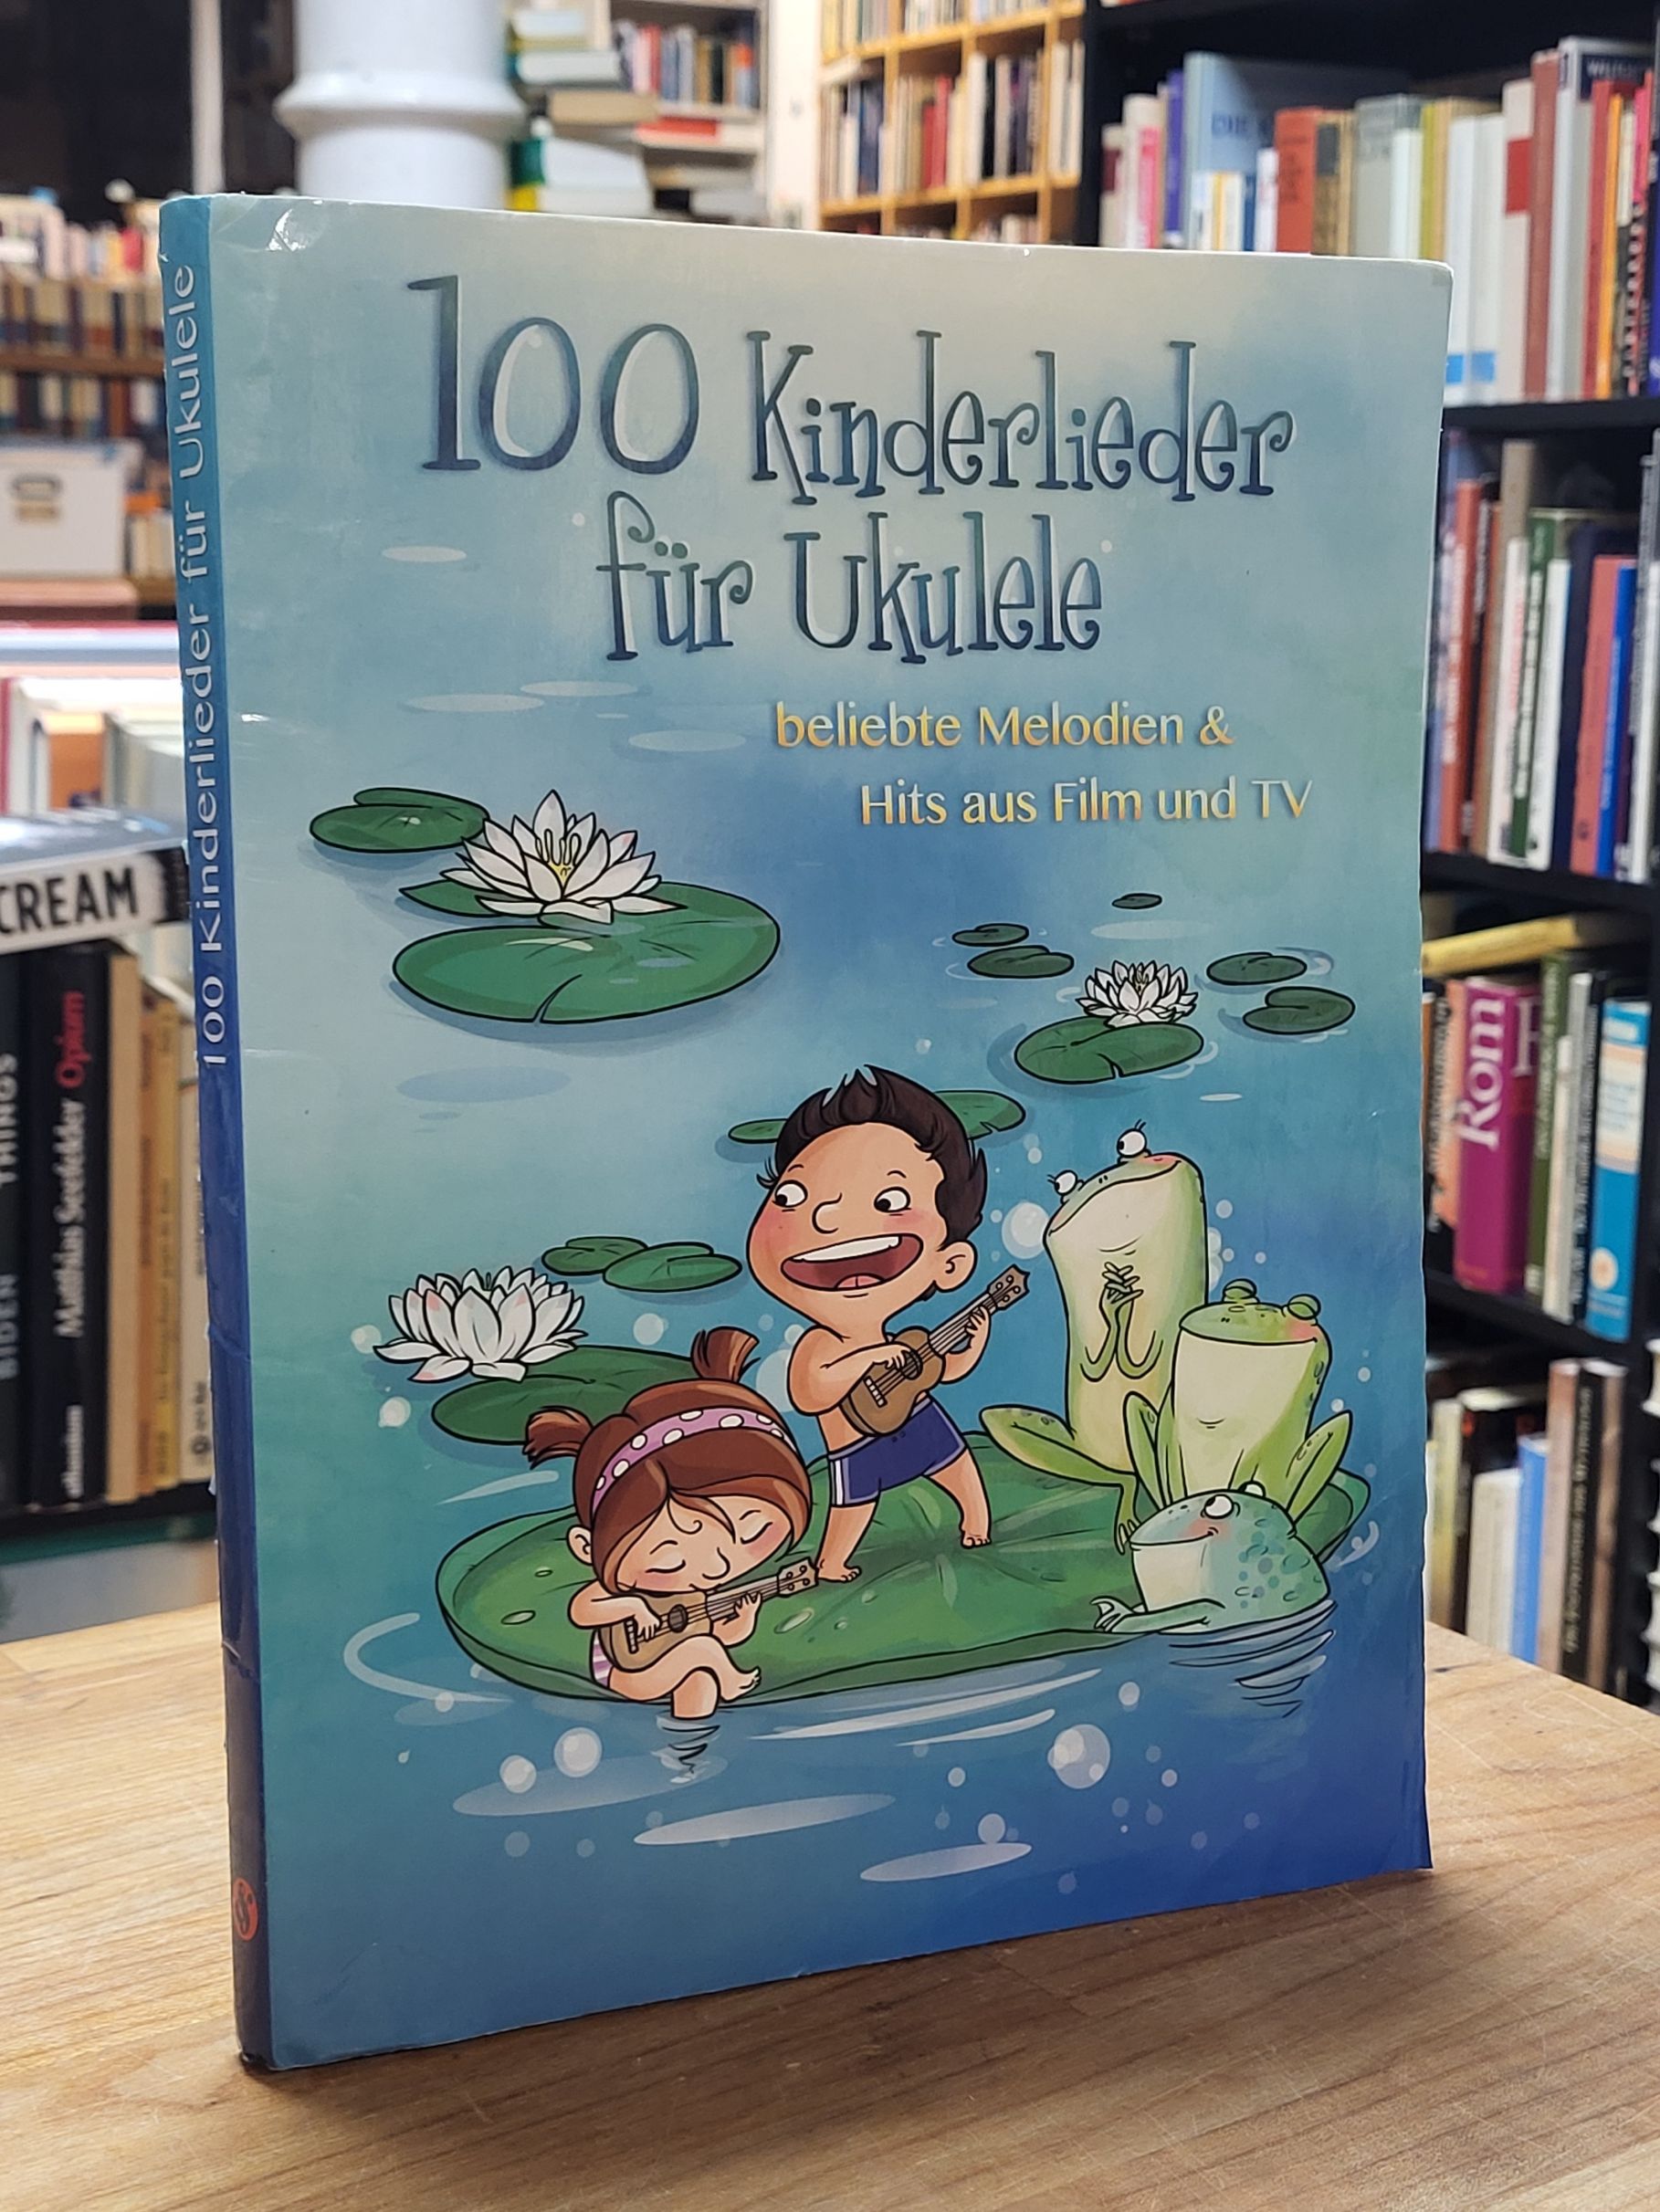 100 Kinderlieder
für Ukulele
beliebte Melodien &
Hits aus Film und TV
100 Kinderlieder für Ukulele
CREAM
THINGS
BIDEN
Matthias Seefelder Opium
Rom